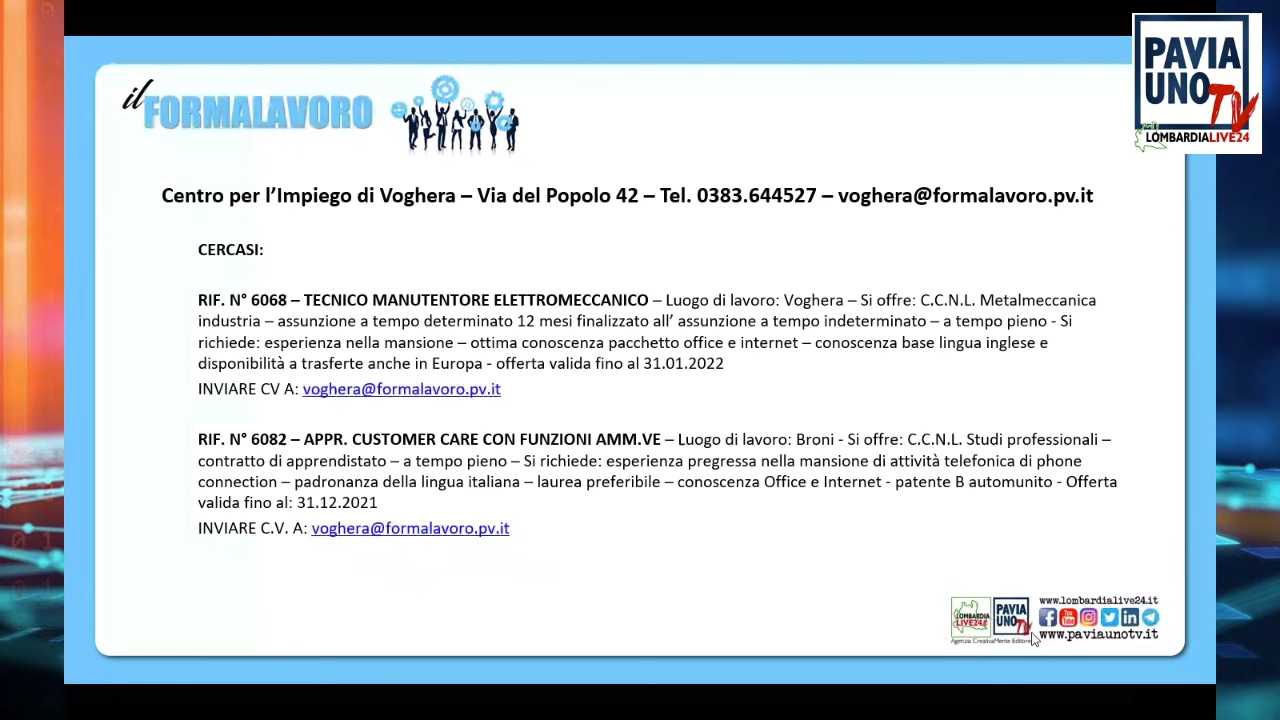 PAVIA
UNO TV
LOMBARDIALIVE24
il FORMALAVORO
Centro per l’Impiego di Voghera – Via del Popolo 42 – Tel. 0383.644527 – voghera@formalavoro.pv.it
CERCASI:
RIF. N° 6068 – TECNICO MANUTENTORE ELETTROMECCANICO – Luogo di lavoro: Voghera – Si offre: C.C.N.L. Metalmeccanica
industria – assunzione a tempo determinato 12 mesi finalizzato all’ assunzione a tempo indeterminato – a tempo pieno - Si
richiede: esperienza nella mansione – ottima conoscenza pacchetto office e internet – conoscenza base lingua inglese e
disponibilità a trasferte anche in Europa - offerta valida fino al 31.01.2022
INVIARE CV A: voghera@formalavoro.pv.it
RIF. N° 6082 – APPR. CUSTOMER CARE CON FUNZIONI AMM.VE – Luogo di lavoro: Broni - Si offre: C.C.N.L. Studi professionali –
contratto di apprendistato – a tempo pieno – Si richiede: esperienza pregressa nella mansione di attività telefonica di phone
connection – padronanza della lingua italiana – laurea preferibile – conoscenza Office e Internet - patente B automunito - Offerta
valida fino al: 31.12.2021
INVIARE C.V. A: voghera@formalavoro.pv.it
LOMBARDIA
LIVE24
PAVIA
UNO TV
Agenzia CreativaMente Editore
www.lombardialive24.it
www.paviaunotv.it